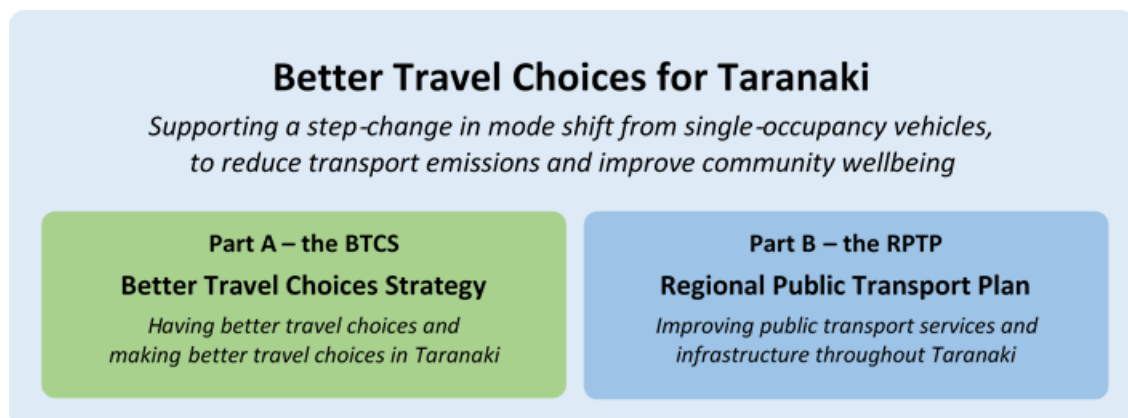 Better Travel Choices for Taranaki
Supporting a step-change in mode shift from single-occupancy vehicles,
to reduce transport emissions and improve community wellbeing
Part A – the BTCS
Better Travel Choices Strategy
Having better travel choices and
making better travel choices in Taranaki
Part B – the RPTP
Regional Public Transport Plan
Improving public transport services and
infrastructure throughout Taranaki